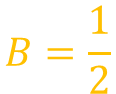 B = 1/2